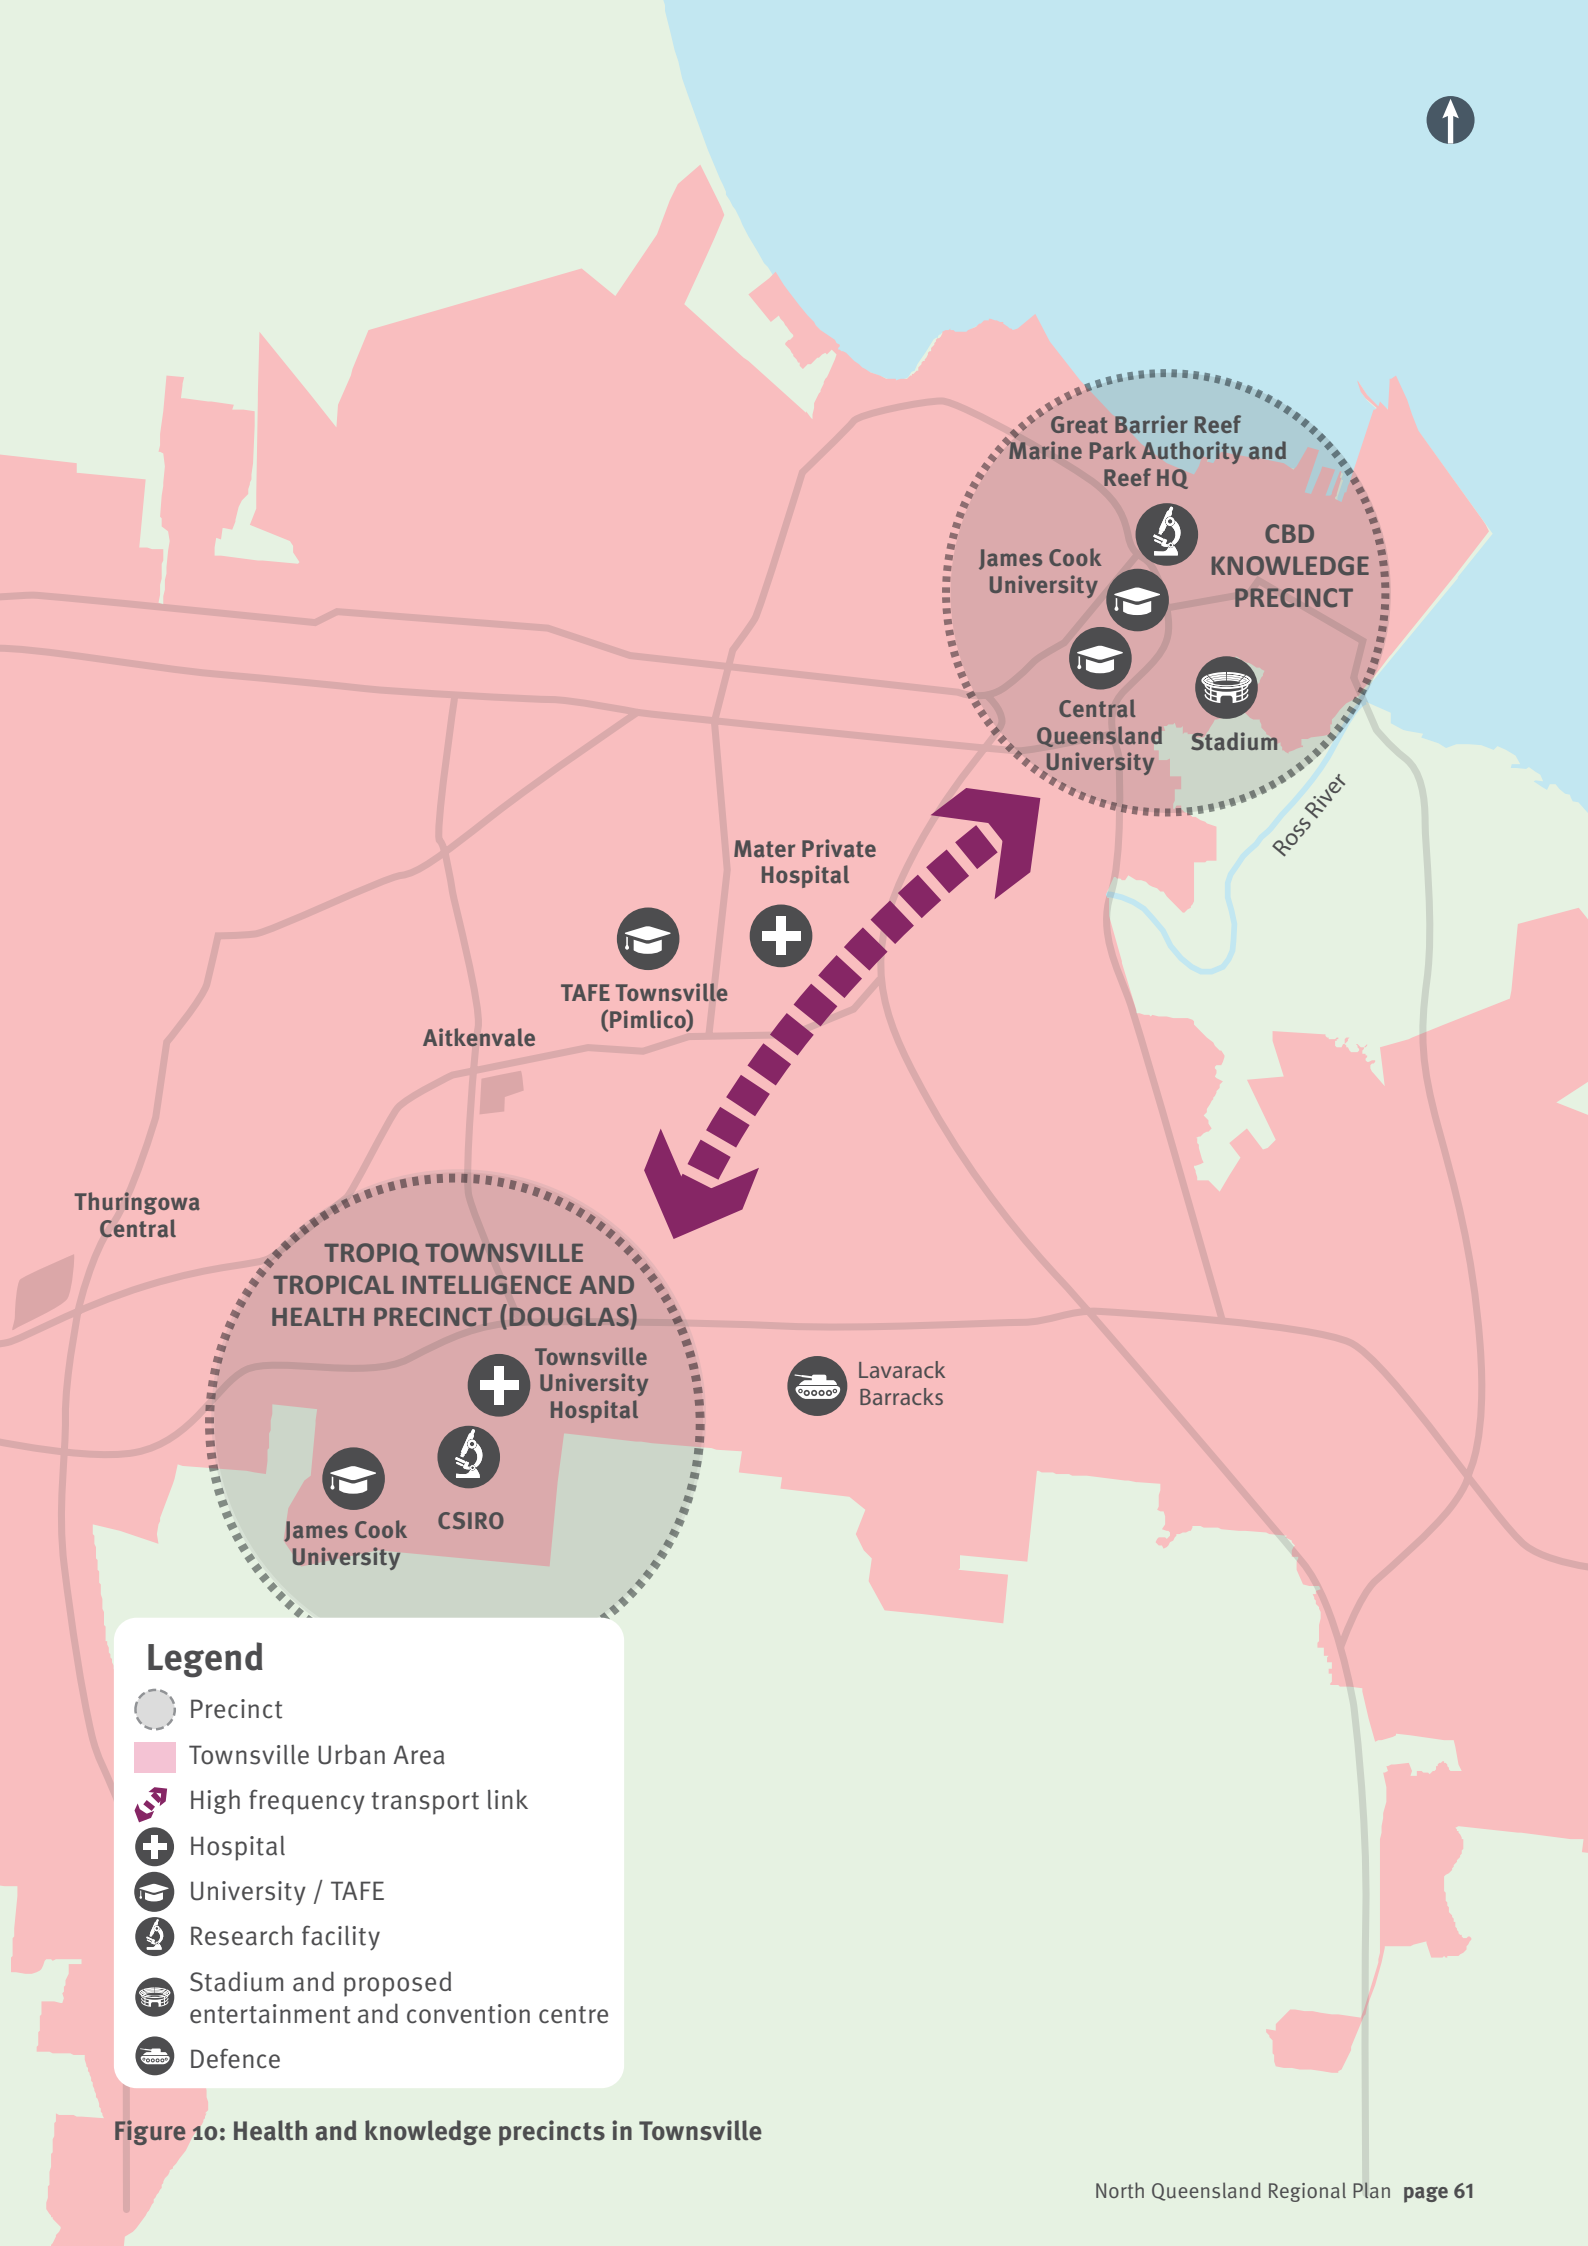 Great Barrier Reef
Marine Park Authority and
Reef HQ
CBD
KNOWLEDGE
PRECINCT
James Cook
University
Central
Queensland
University
Stadium
Ross River
Mater Private
Hospital
TAFE Townsville
(Pimlico)
Aitkenvale
Thuringowa
Central
TROPIQ TOWNSVILLE
TROPICAL INTELLIGENCE AND
HEALTH PRECINCT (DOUGLAS)
Townsville
University
Hospital
Lavarack
Barracks
CSIRO
James Cook
University
Legend
Precinct
Townsville Urban Area
High frequency transport link
Hospital
University / TAFE
Research facility
Stadium and proposed
entertainment and convention centre
Defence
Figure 10: Health and knowledge precincts in Townsville
North Queensland Regional Plan page 61